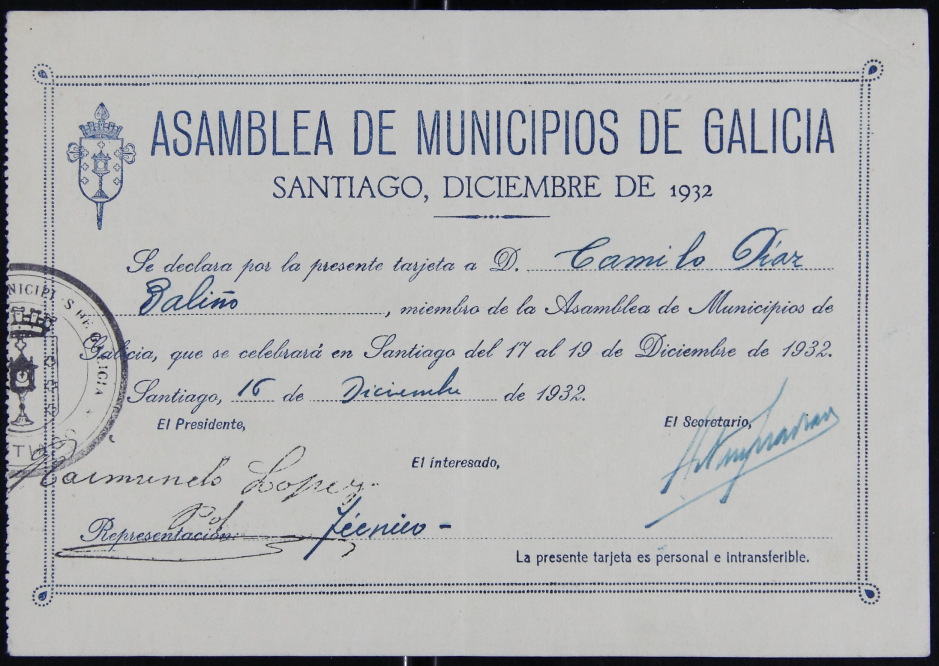 ASAMBLEA DE MUNICIPIOS DE GALICIA
SANTIAGO, DICIEMBRE DE 1932
Se declara por la presente tarjeta a D. Camilo Díaz
Baliño, miembro de la Asamblea de Municipios de
Galicia, que se celebrará en Santiago del 17 al 19 de Diciembre de 1932.
Santiago, 16 de Diciembre de 1932.
El Presidente,
El Secretario,
El interesado,
Raimundo Lopez
Pol
Representación: Técnico -
La presente tarjeta es personal e intransferible.